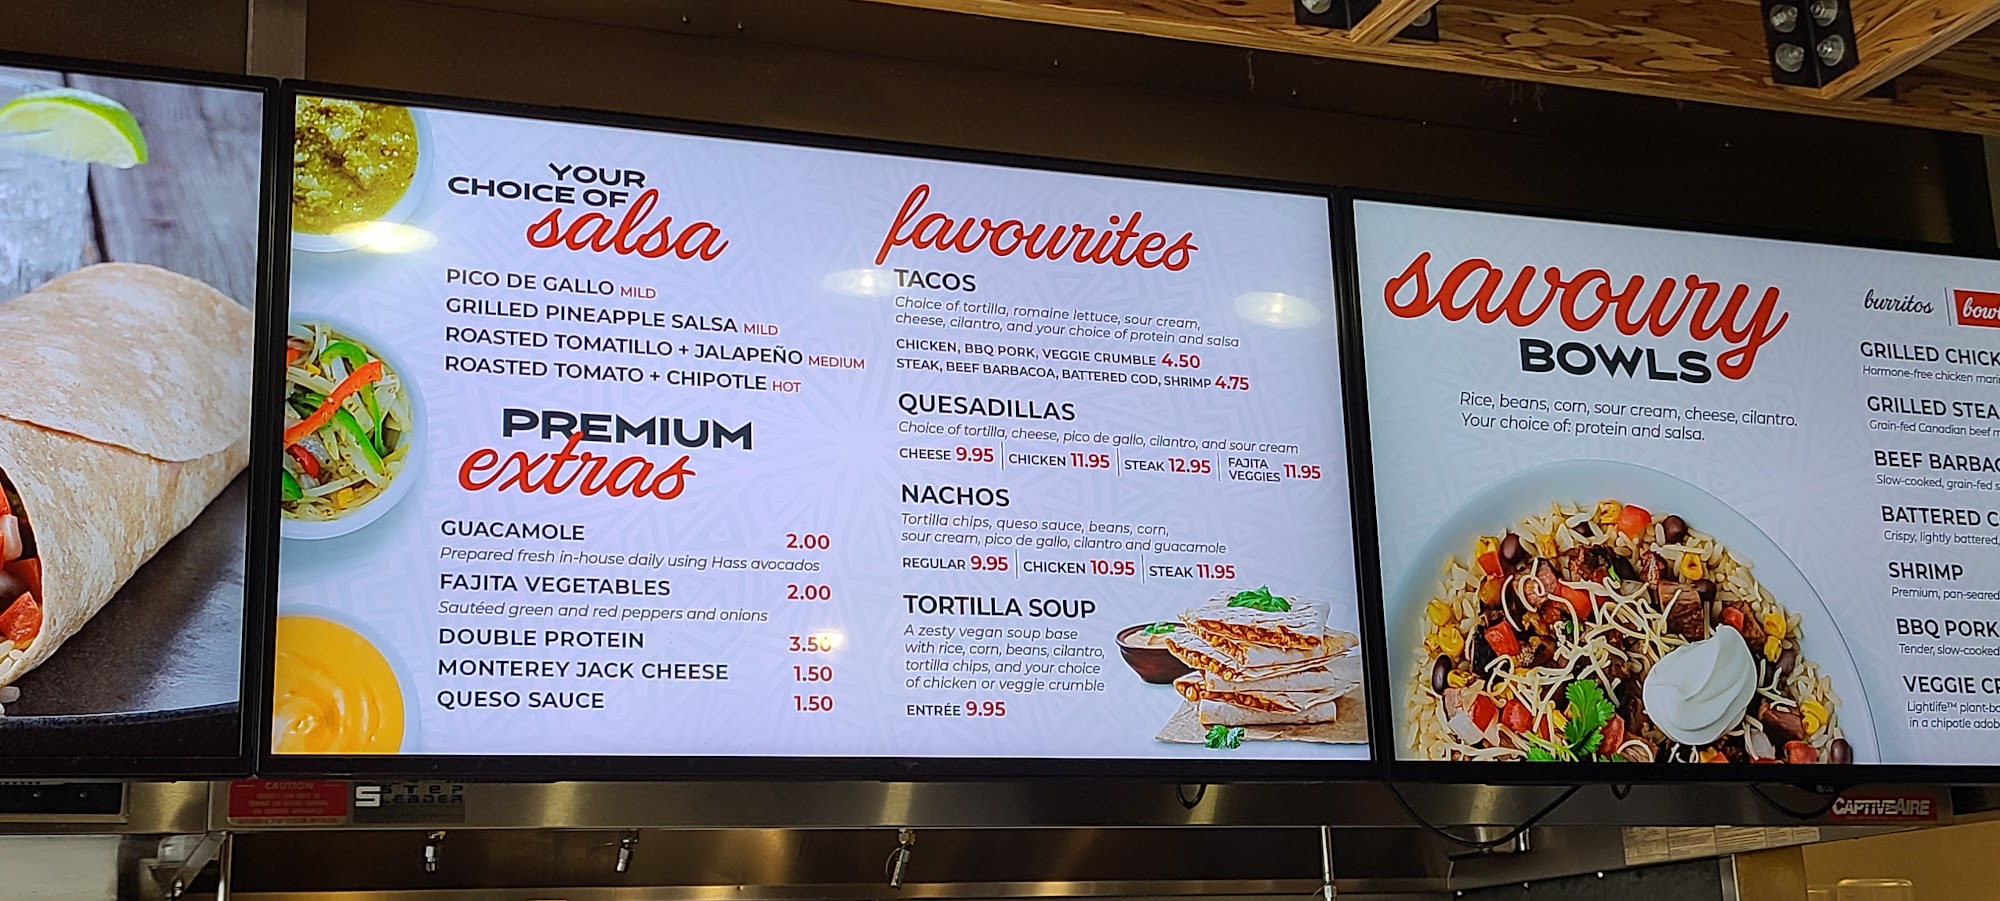 YOUR
CHOICE OF
salsa
PICO DE GALLO MILD
GRILLED PINEAPPLE SALSA MILD
ROASTED TOMATILLO + JALAPEÑO MEDIUM
ROASTED TOMATO + CHIPOTLE HOT
PREMIUM
extras
GUACAMOLE 2.00
Prepared fresh in-house daily using Hass avocados
FAJITA VEGETABLES 2.00
Sautéed green and red peppers and onions
DOUBLE PROTEIN 3.50
MONTEREY JACK CHEESE 1.50
QUESO SAUCE 1.50
favourites
TACOS
Choice of tortilla, romaine lettuce, sour cream,
cheese, cilantro, and your choice of protein and salsa
CHICKEN, BBQ PORK, VEGGIE CRUMBLE 4.50
STEAK, BEEF BARBACOA, BATTERED COD, SHRIMP 4.75
QUESADILLAS
Choice of tortilla, cheese, pico de gallo, cilantro, and sour cream
CHEESE 9.95 CHICKEN 11.95 STEAK 12.95 FAJITA VEGGIES 11.95
NACHOS
Tortilla chips, queso sauce, beans, corn,
sour cream, pico de gallo, cilantro and guacamole
REGULAR 9.95 CHICKEN 10.95 STEAK 11.95
TORTILLA SOUP
A zesty vegan soup base
with rice, corn, beans, cilantro,
tortilla chips, and your choice
of chicken or veggie crumble
ENTRÉE 9.95
savoury
BOWLS
Rice, beans, corn, sour cream, cheese, cilantro.
Your choice of: protein and salsa.
burritos bowl
GRILLED CHICK
Hormone-free chicken mari
GRILLED STEA
Grain-fed Canadian beef m
BEEF BARBAC
Slow-cooked, grain-fed s
BATTERED C
Crispy, lightly battered,
SHRIMP
Premium, pan-seared
BBQ PORK
Tender, slow-cooked
VEGGIE CR
Lightlife™ plant-ba
in a chipotle adob
CAUTION
STEP
LEADER
CAPTIVEAIRE